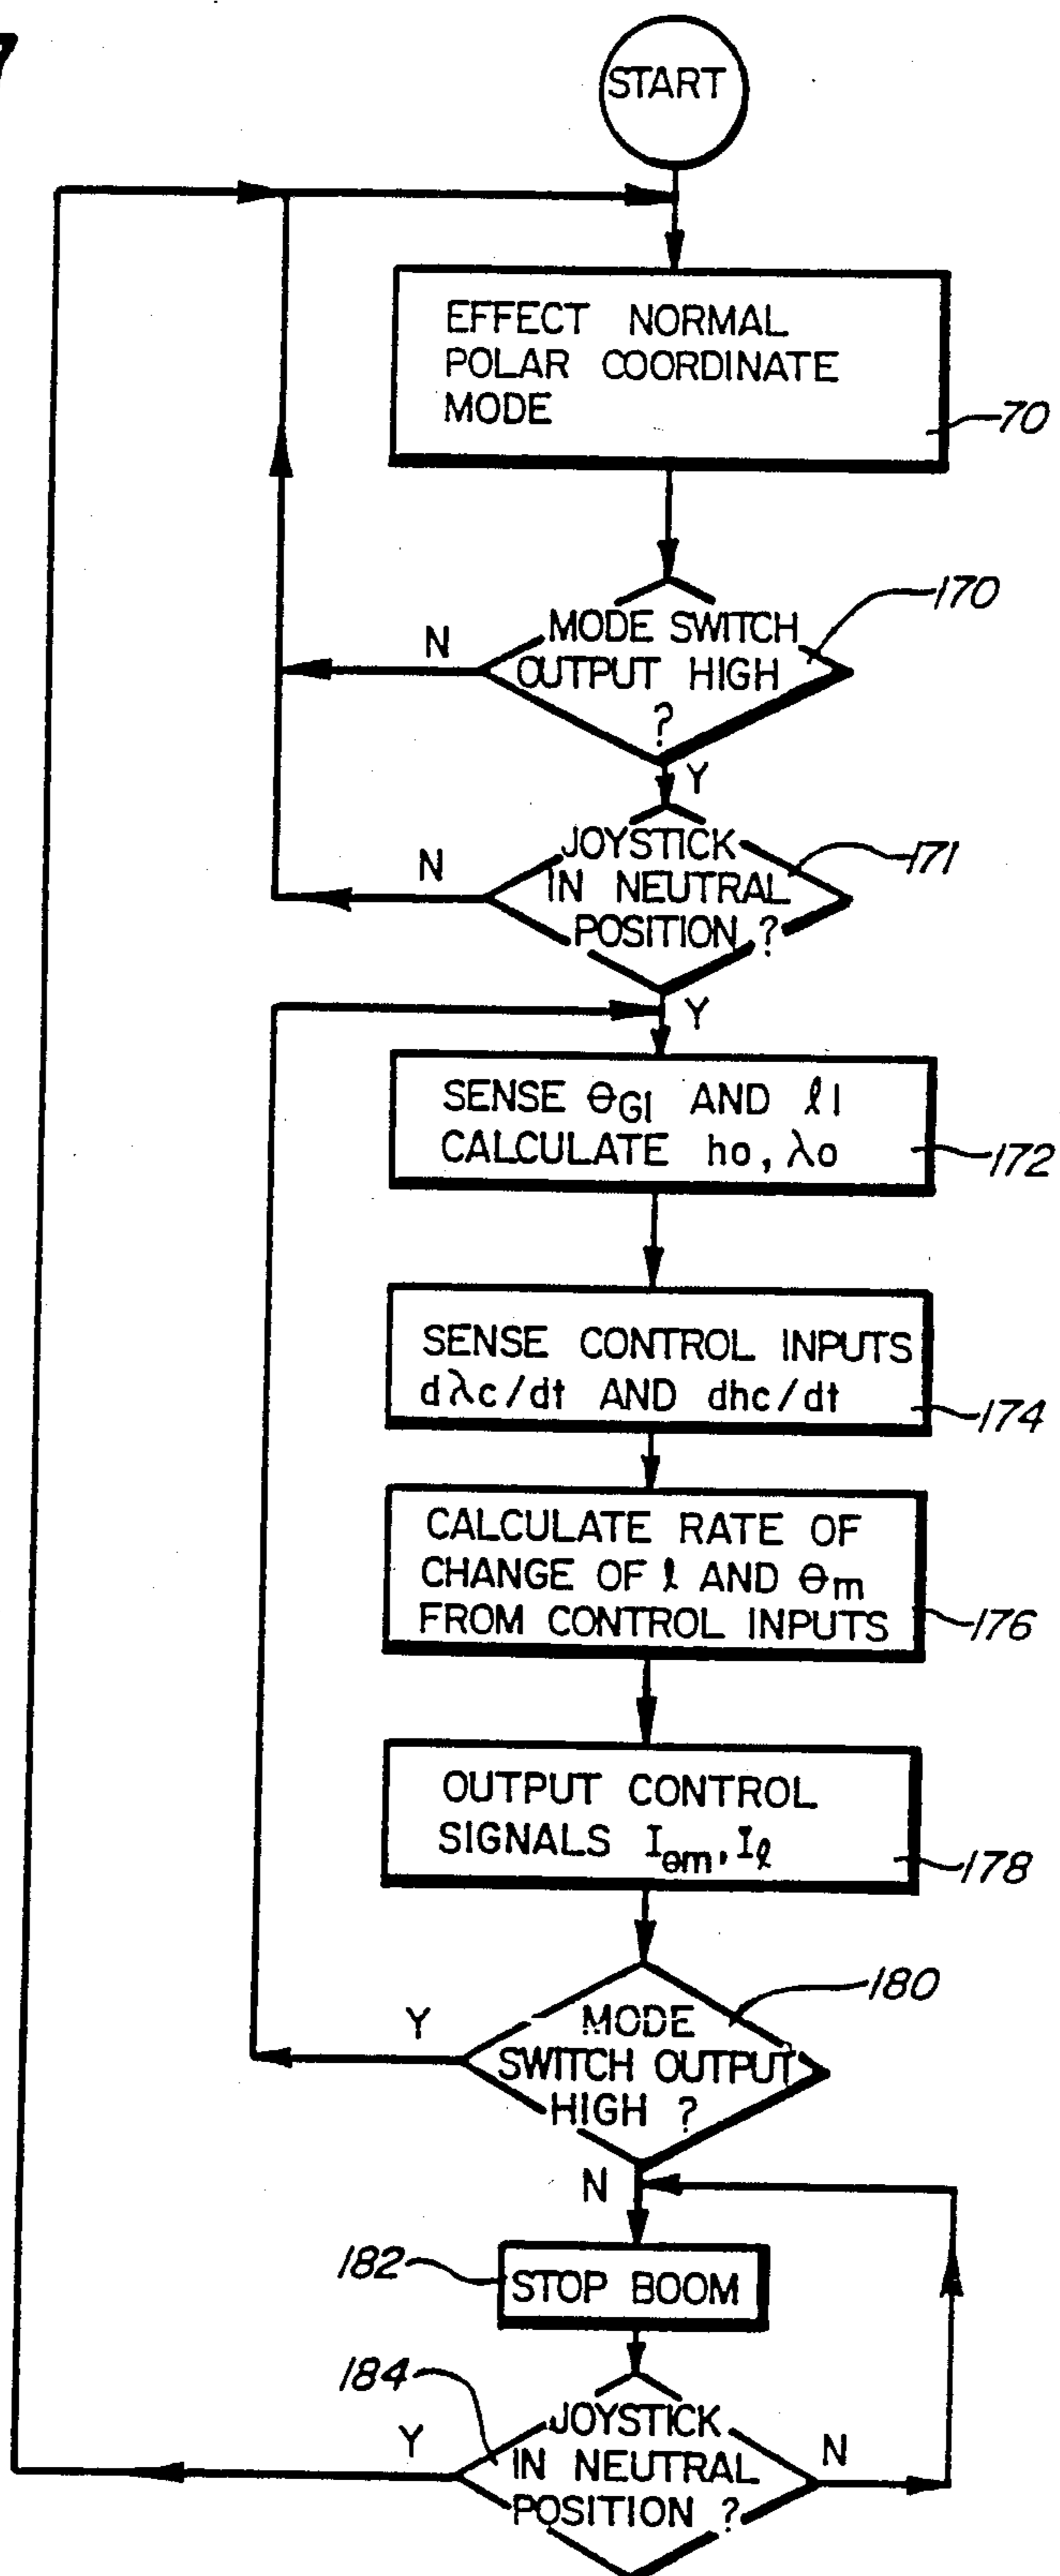 7
START
EFFECT NORMAL
POLAR COORDINATE
MODE
70
MODE SWITCH
OUTPUT HIGH
?
170
N
Y
JOYSTICK
IN NEUTRAL
POSITION ?
171
N
Y
SENSE θGI AND ℓI
CALCULATE ho, λo
172
SENSE CONTROL INPUTS
dλc/dt AND dhc/dt
174
CALCULATE RATE OF
CHANGE OF ℓ AND θm
FROM CONTROL INPUTS
176
OUTPUT CONTROL
SIGNALS Iθm, Iℓ
178
MODE
SWITCH OUTPUT
HIGH ?
180
Y
N
182
STOP BOOM
184
JOYSTICK
IN NEUTRAL
POSITION ?
Y
N